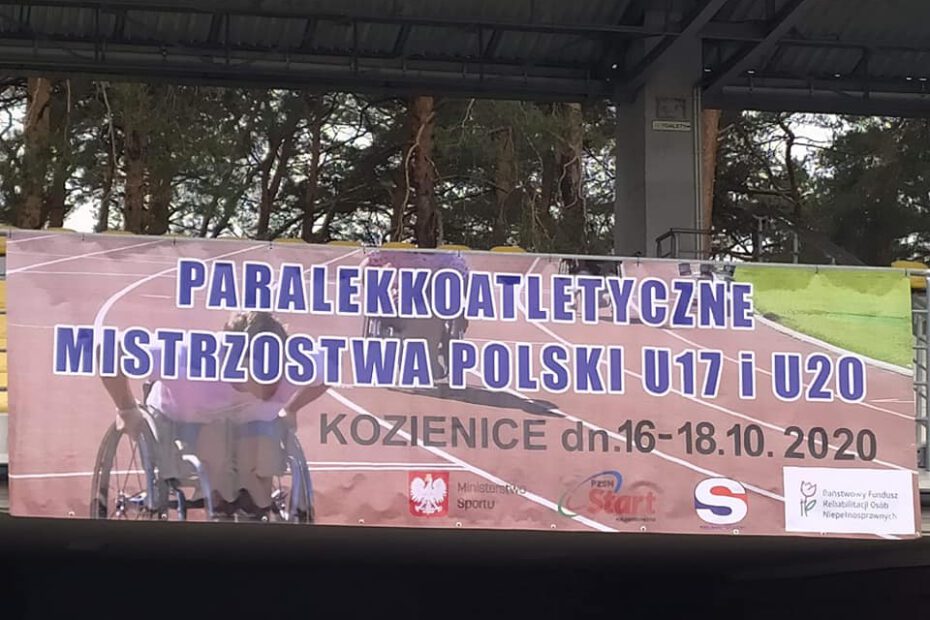 PARALEKKOATLETYCZNE
MISTRZOSTWA POLSKI U17 i U20
KOZIENICE dn.16-18.10. 2020
Ministerstwo
Sportu
PZSN
Start
S
Państwowy Fundusz
Rehabilitacji Osób
Niepełnosprawnych